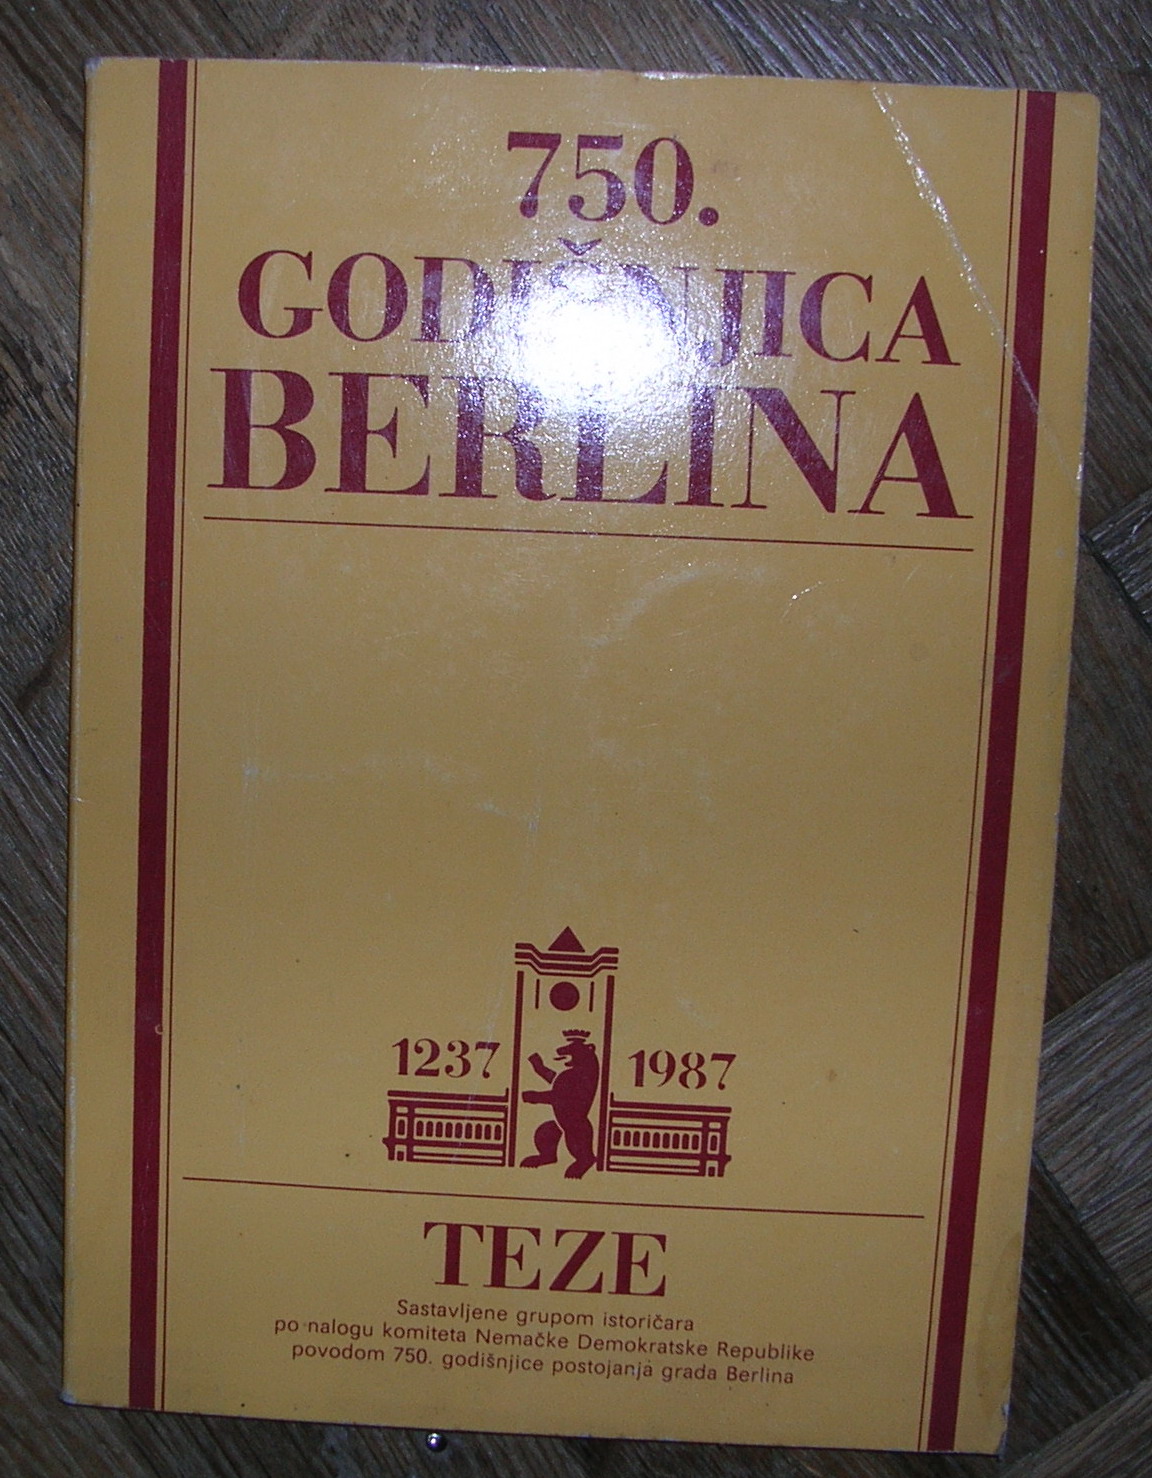 750.
GODIŠNJICA
BERLINA
1237 1987
TEZE
Sastavljene grupom istoričara
po nalogu komiteta Nemačke Demokratske Republike
povodom 750. godišnjice postojanja grada Berlina